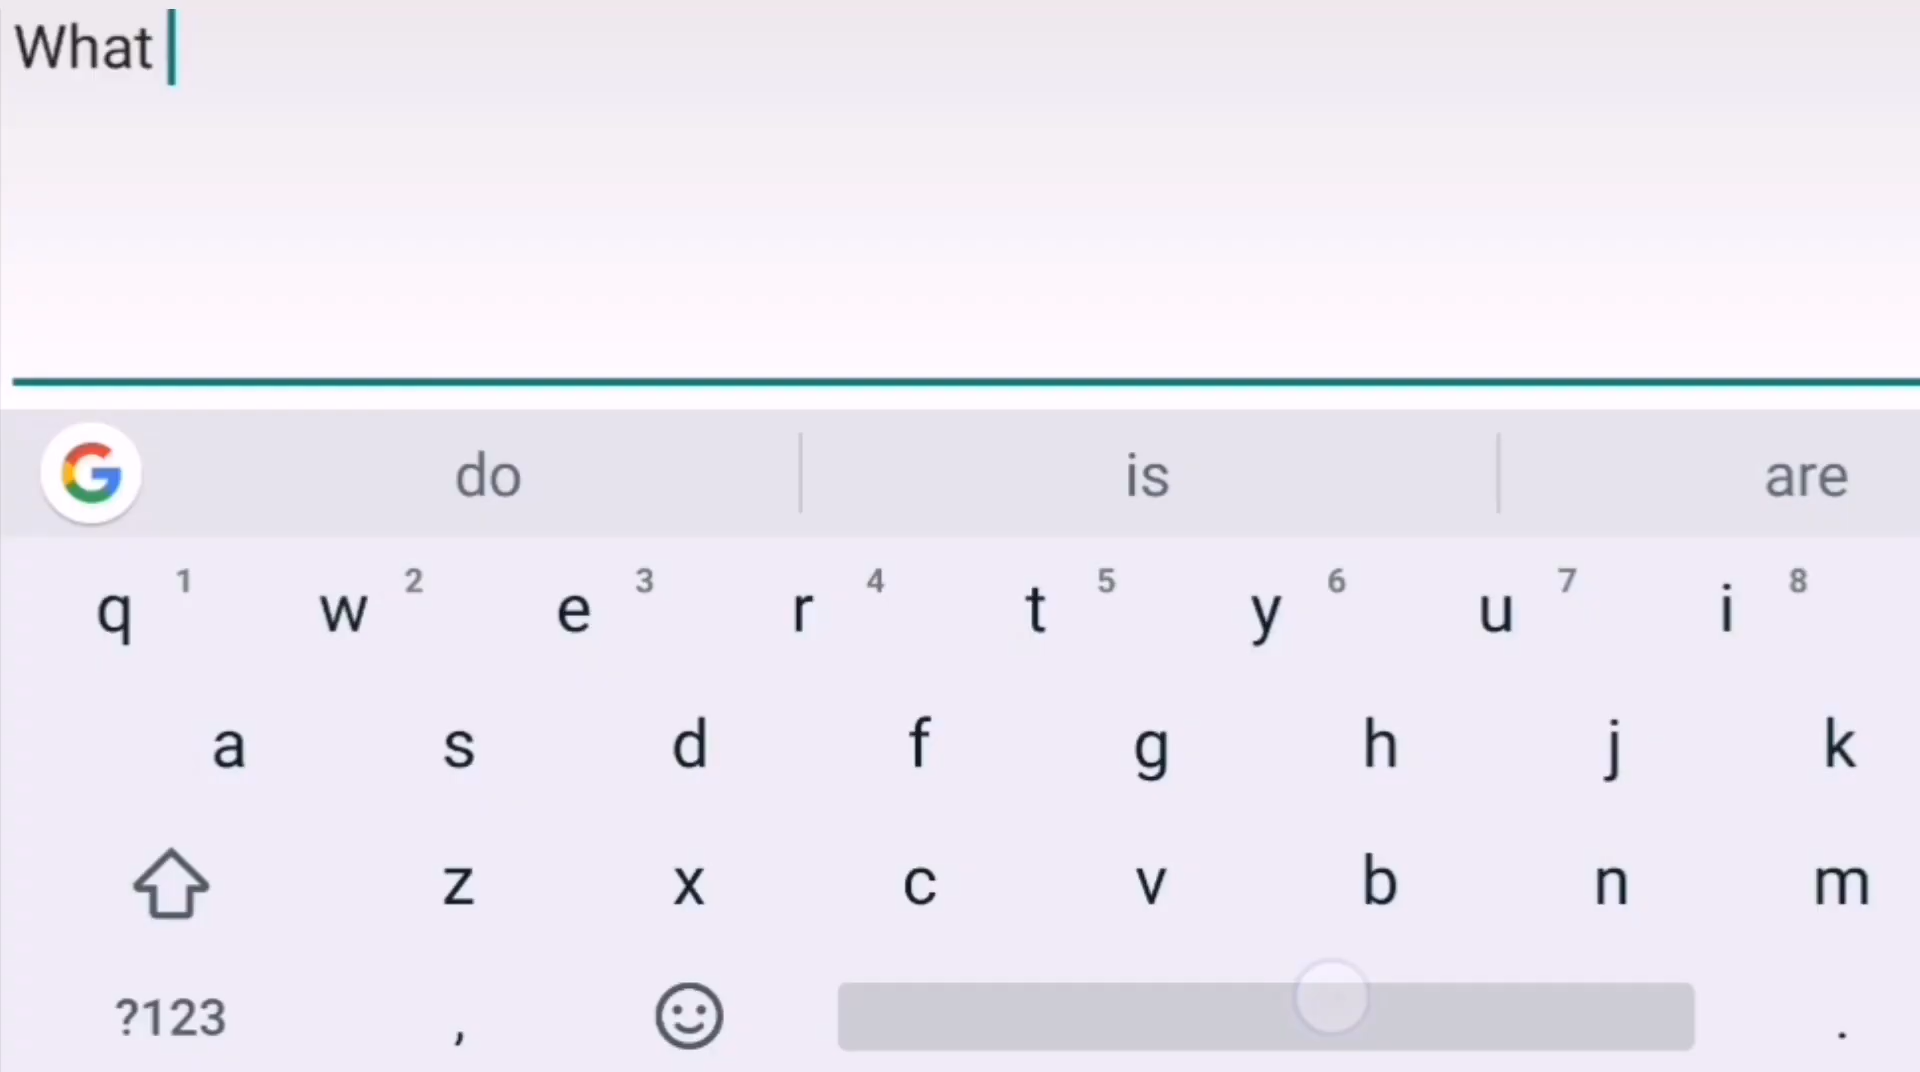 What
do is are
q 1 w 2 e 3 r 4 t 5 y 6 u 7 i 8
a s d f g h j k
z x c v b n m
?123 , .